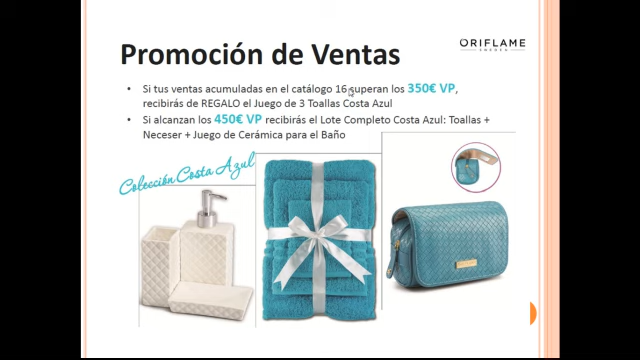 Promoción de Ventas
ORIFLAME
SWEDEN
Si tus ventas acumuladas en el catálogo 16 superan los 350€ VP,
recibirás de REGALO el Juego de 3 Toallas Costa Azul
Si alcanzan los 450€ VP recibirás el Lote Completo Costa Azul: Toallas +
Neceser + Juego de Cerámica para el Baño
Colección Costa Azul